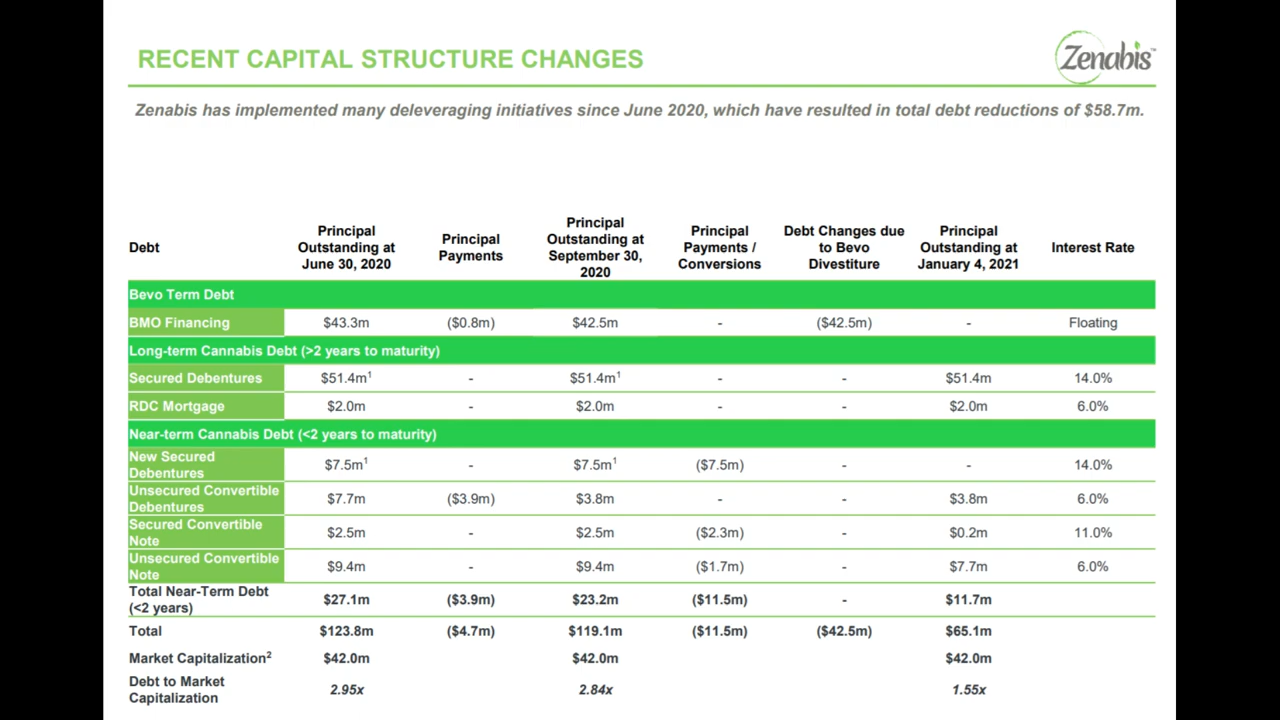 RECENT CAPITAL STRUCTURE CHANGES
Zenabis™
Zenabis has implemented many deleveraging initiatives since June 2020, which have resulted in total debt reductions of $58.7m.
Debt
Principal
Outstanding at
June 30, 2020
Principal
Payments
Principal
Outstanding at
September 30,
2020
Principal
Payments /
Conversions
Debt Changes due
to Bevo
Divestiture
Principal
Outstanding at
January 4, 2021
Interest Rate
Bevo Term Debt
BMO Financing $43.3m ($0.8m) $42.5m - ($42.5m) - Floating
Long-term Cannabis Debt (>2 years to maturity)
Secured Debentures $51.4m¹ - $51.4m¹ - - $51.4m 14.0%
RDC Mortgage $2.0m - $2.0m - - $2.0m 6.0%
Near-term Cannabis Debt (<2 years to maturity)
New Secured
Debentures $7.5m¹ - $7.5m¹ ($7.5m) - - 14.0%
Unsecured Convertible
Debentures $7.7m ($3.9m) $3.8m - - $3.8m 6.0%
Secured Convertible
Note $2.5m - $2.5m ($2.3m) - $0.2m 11.0%
Unsecured Convertible
Note $9.4m - $9.4m ($1.7m) - $7.7m 6.0%
Total Near-Term Debt
(<2 years) $27.1m ($3.9m) $23.2m ($11.5m) - $11.7m
Total $123.8m ($4.7m) $119.1m ($11.5m) ($42.5m) $65.1m
Market Capitalization² $42.0m $42.0m $42.0m
Debt to Market
Capitalization 2.95x 2.84x 1.55x